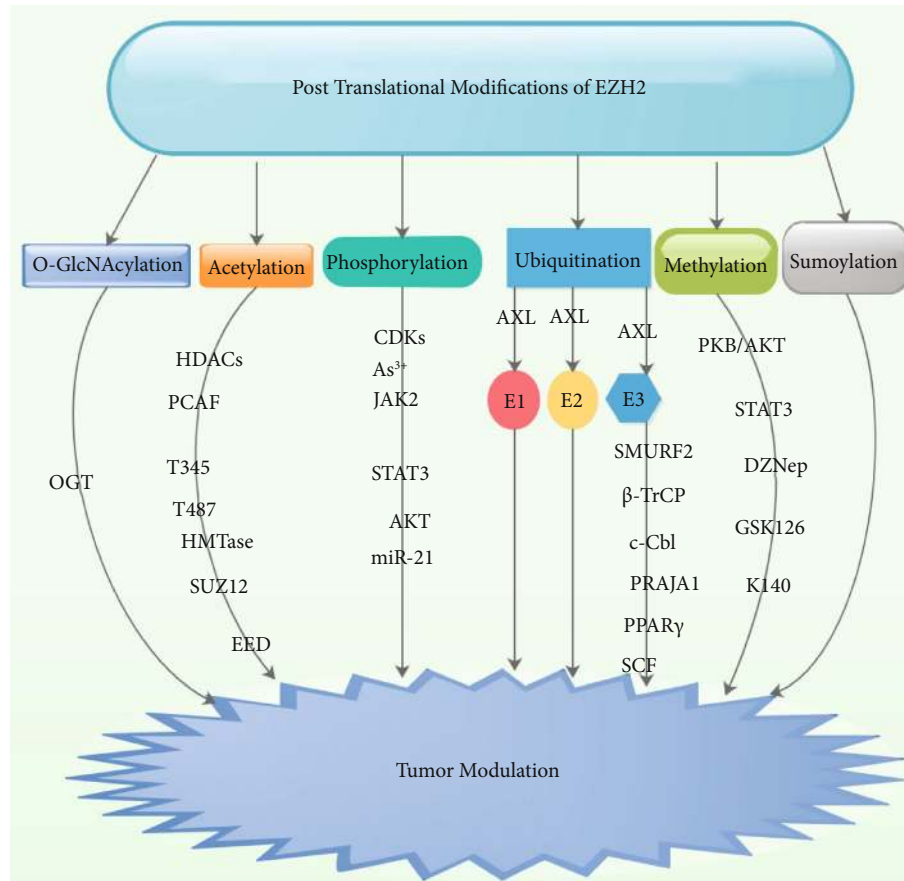 Post Translational Modifications of EZH2
O-GlcNAcylation
Acetylation
Phosphorylation
Ubiquitination
Methylation
Sumoylation
OGT
HDACs
PCAF
T345
T487
HMTase
SUZ12
EED
CDKs
As³⁺
JAK2
STAT3
AKT
miR-21
AXL
AXL
AXL
E1
E2
E3
SMURF2
β-TrCP
c-Cbl
PRAJA1
PPARγ
SCF
PKB/AKT
STAT3
DZNep
GSK126
K140
Tumor Modulation